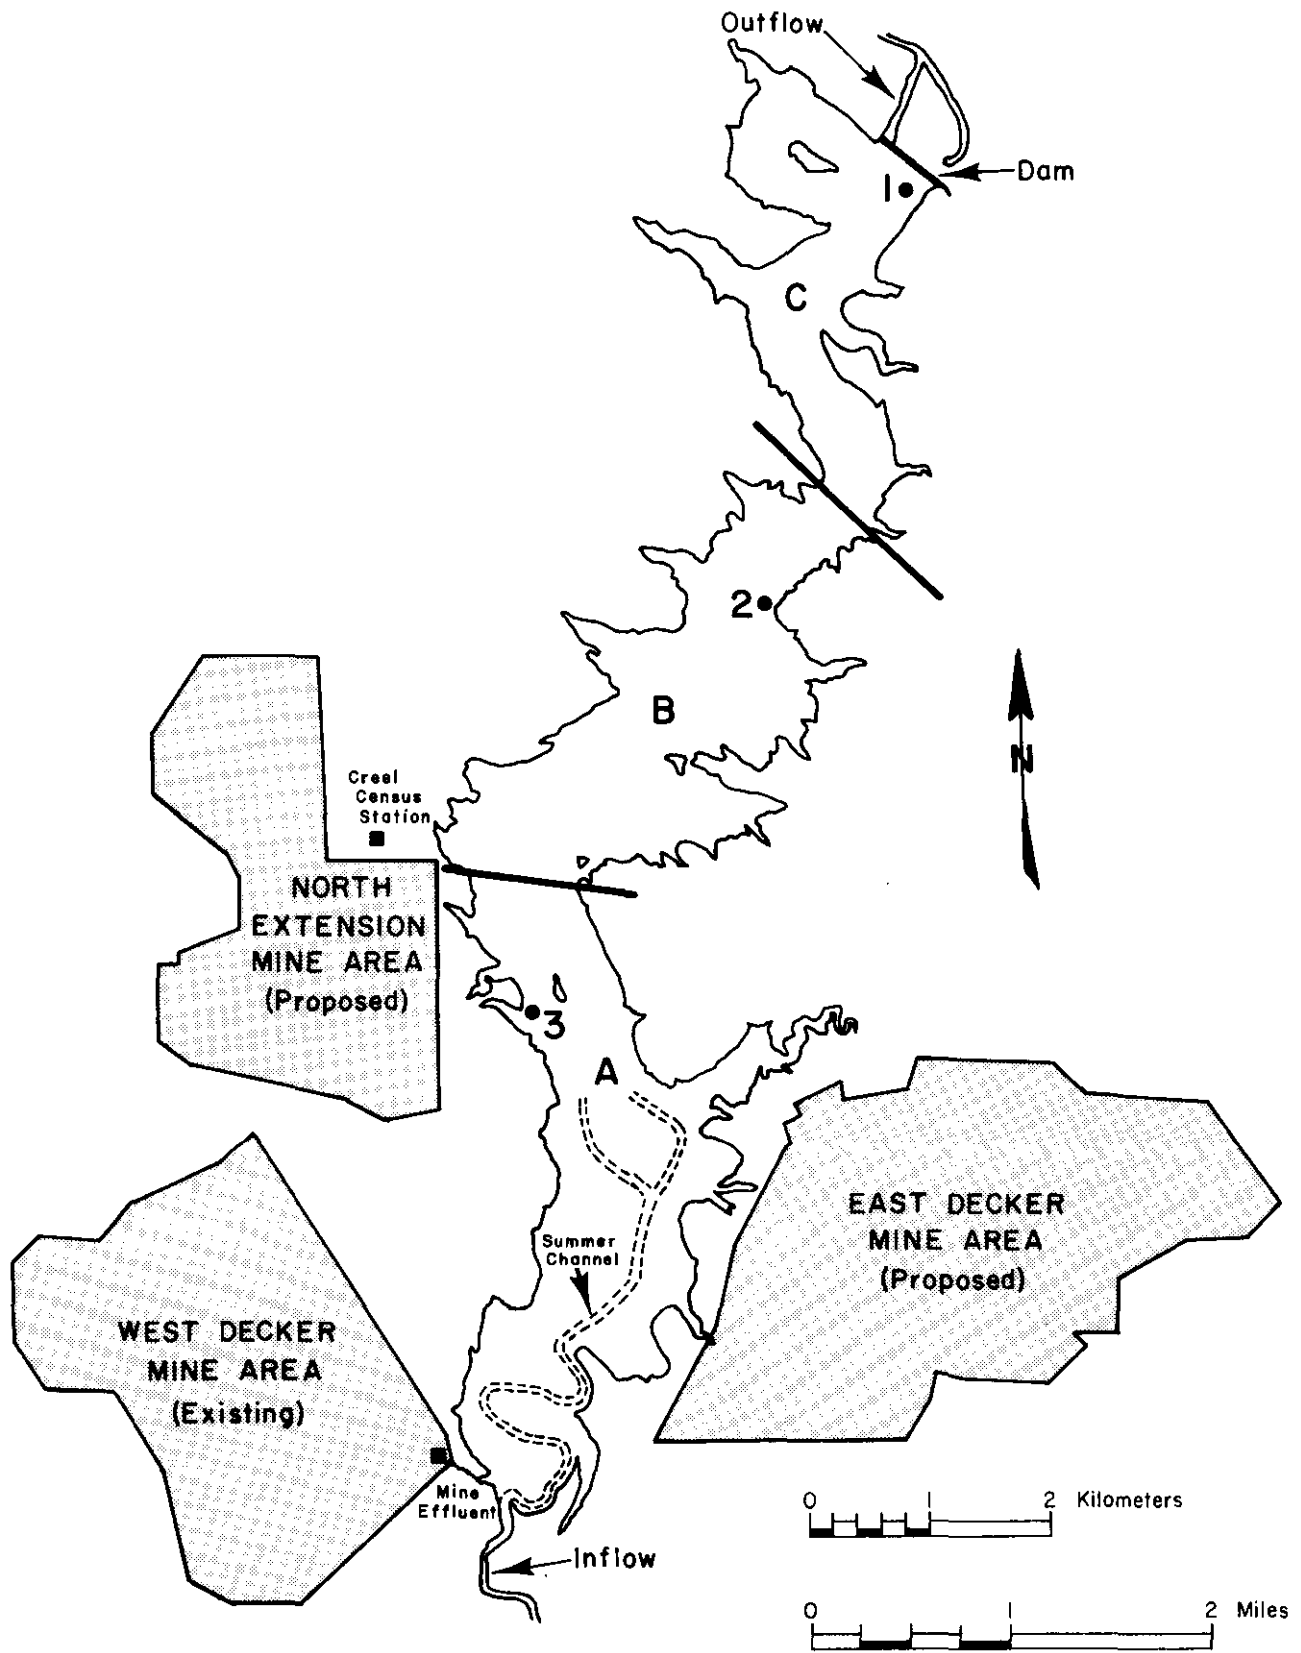 Outflow
Dam
1
C
2
B
N
Creel
Census
Station
NORTH
EXTENSION
MINE AREA
(Proposed)
3
A
EAST DECKER
MINE AREA
(Proposed)
Summer
Channel
WEST DECKER
MINE AREA
(Existing)
Mine
Effluent
Inflow
0 1 2 Kilometers
0 1 2 Miles